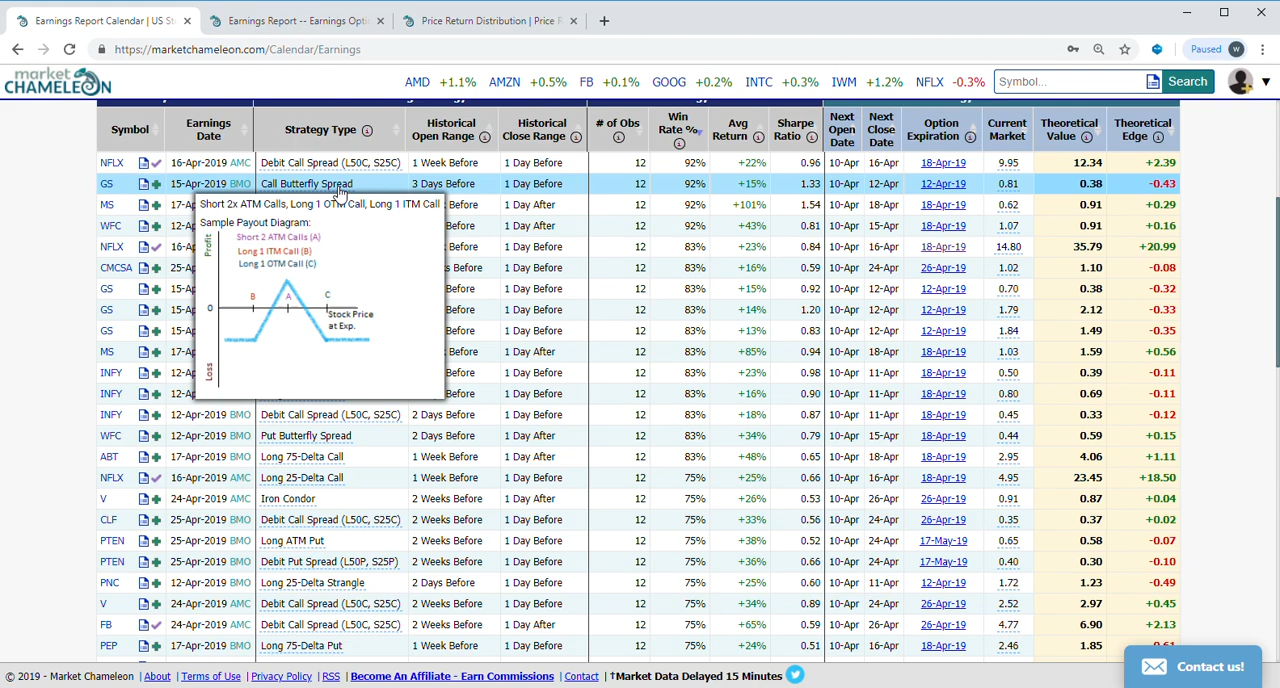 Earnings Report Calendar | US St
Earnings Report -- Earnings Opti
Price Return Distribution | Price R
https://marketchameleon.com/Calendar/Earnings
Paused W
market CHAMELEON
AMD +1.1% AMZN +0.5% FB +0.1% GOOG +0.2% INTC +0.3% IWM +1.2% NFLX -0.3% Symbol... Search
Symbol Earnings Date Strategy Type Historical Open Range Historical Close Range # of Obs Win Rate % Avg Return Sharpe Ratio Next Open Date Next Close Date Option Expiration Current Market Theoretical Value Theoretical Edge
NFLX 16-Apr-2019 AMC Debit Call Spread (L50C, S25C) 1 Week Before 1 Day Before 12 92% +22% 0.96 10-Apr 16-Apr 18-Apr-19 9.95 12.34 +2.39
GS 15-Apr-2019 BMO Call Butterfly Spread 3 Days Before 1 Day Before 12 92% +15% 1.33 10-Apr 12-Apr 12-Apr-19 0.81 0.38 -0.43
MS 17-Ap k Before 1 Day Before 12 92% +101% 1.54 10-Apr 16-Apr 18-Apr-19 0.62 0.91 +0.29
WFC 12-Ap Before 1 Day Before 12 92% +43% 0.81 10-Apr 15-Apr 18-Apr-19 1.07 0.91 +0.16
NFLX 16-Ap k Before 1 Day Before 12 83% +23% 0.84 10-Apr 16-Apr 18-Apr-19 14.80 35.79 +20.99
CMCSA 25-Ap ks Before 1 Day Before 12 83% +16% 0.59 10-Apr 24-Apr 26-Apr-19 1.02 1.10 -0.08
GS 15-Ap Before 1 Day Before 12 83% +15% 0.92 10-Apr 12-Apr 12-Apr-19 0.70 0.38 -0.32
GS 15-Ap Before 1 Day Before 12 83% +14% 1.20 10-Apr 12-Apr 12-Apr-19 1.79 2.12 -0.33
GS 15-Ap Before 1 Day Before 12 83% +13% 0.83 10-Apr 12-Apr 12-Apr-19 1.84 1.49 -0.35
MS 17-Ap k Before 1 Day After 12 83% +85% 0.94 10-Apr 18-Apr 18-Apr-19 1.03 1.59 +0.56
INFY 12-Ap Before 1 Day Before 12 83% +23% 0.98 10-Apr 11-Apr 18-Apr-19 0.50 0.39 -0.11
INFY 12-Ap Before 1 Day Before 12 83% +16% 0.90 10-Apr 11-Apr 18-Apr-19 0.80 0.69 -0.11
INFY 12-Apr-2019 BMO Debit Call Spread (L50C, S25C) 2 Days Before 1 Day Before 12 83% +18% 0.87 10-Apr 11-Apr 18-Apr-19 0.45 0.33 -0.12
WFC 12-Apr-2019 BMO Put Butterfly Spread 2 Days Before 1 Day After 12 83% +34% 0.79 10-Apr 15-Apr 18-Apr-19 0.44 0.59 +0.15
ABT 17-Apr-2019 BMO Long 75-Delta Call 1 Week Before 1 Day After 12 83% +48% 0.65 10-Apr 18-Apr 18-Apr-19 2.95 4.06 +1.11
NFLX 16-Apr-2019 AMC Long 25-Delta Call 1 Week Before 1 Day Before 12 75% +25% 0.66 10-Apr 16-Apr 18-Apr-19 4.95 23.45 +18.50
V 24-Apr-2019 AMC Iron Condor 2 Weeks Before 1 Day After 12 75% +26% 0.53 10-Apr 26-Apr 26-Apr-19 0.91 0.87 +0.04
CLF 25-Apr-2019 BMO Debit Call Spread (L50C, S25C) 2 Weeks Before 1 Day Before 12 75% +33% 0.56 10-Apr 24-Apr 26-Apr-19 0.35 0.37 +0.02
PTEN 25-Apr-2019 BMO Long ATM Put 2 Weeks Before 1 Day Before 12 75% +38% 0.52 10-Apr 24-Apr 17-May-19 0.65 0.58 -0.07
PTEN 25-Apr-2019 BMO Debit Put Spread (L50P, S25P) 2 Weeks Before 1 Day Before 12 75% +36% 0.66 10-Apr 24-Apr 17-May-19 0.40 0.30 -0.10
PNC 12-Apr-2019 BMO Long 25-Delta Strangle 2 Days Before 1 Day Before 12 75% +25% 0.60 10-Apr 11-Apr 12-Apr-19 1.72 1.23 -0.49
V 24-Apr-2019 AMC Debit Call Spread (L50C, S25C) 2 Weeks Before 1 Day Before 12 75% +34% 0.89 10-Apr 24-Apr 26-Apr-19 2.52 2.97 +0.45
FB 24-Apr-2019 AMC Debit Call Spread (L50C, S25C) 2 Weeks Before 1 Day After 12 75% +65% 0.59 10-Apr 26-Apr 26-Apr-19 4.77 6.90 +2.13
PEP 17-Apr-2019 BMO Long 75-Delta Put 1 Week Before 1 Day Before 12 75% +24% 0.51 10-Apr 16-Apr 18-Apr-19 2.46 1.85
Short 2x ATM Calls, Long 1 OTM Call, Long 1 ITM Call
Sample Payout Diagram:
Profit
Short 2 ATM Calls (A)
Long 1 ITM Call (B)
Long 1 OTM Call (C)
B A C
0
Stock Price
at Exp.
Loss
Contact us!
© 2019 - Market Chameleon | About | Terms of Use | Privacy Policy | RSS | Become An Affiliate - Earn Commissions | Contact | †Market Data Delayed 15 Minutes